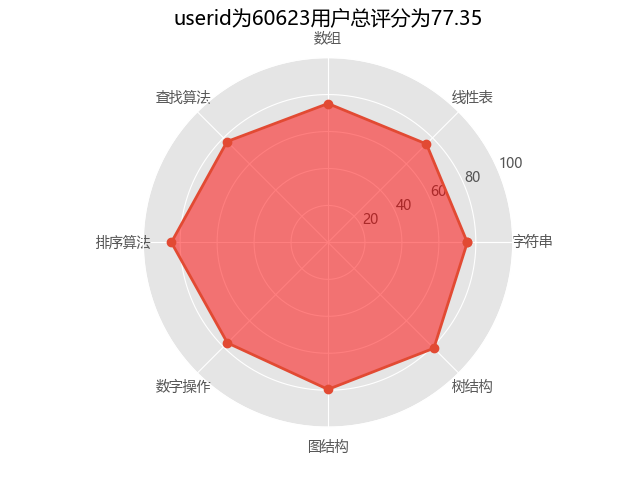 userid为60623用户总评分为77.35
数组
查找算法
线性表
100
80
60
40
20
排序算法
字符串
数字操作
树结构
图结构